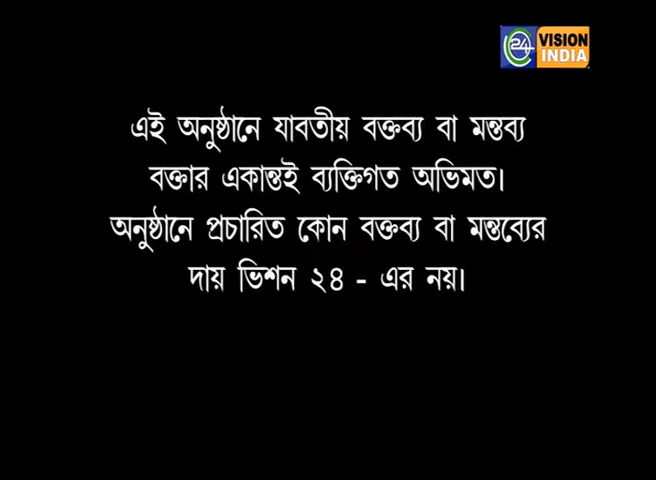 24 VISION
INDIA
এই অনুষ্ঠানে যাবতীয় বক্তব্য বা মন্তব্য
বক্তার একান্তই ব্যক্তিগত অভিমত।
অনুষ্ঠানে প্রচারিত কোন বক্তব্য বা মন্তব্যের
দায় ভিশন ২৪ - এর নয়।